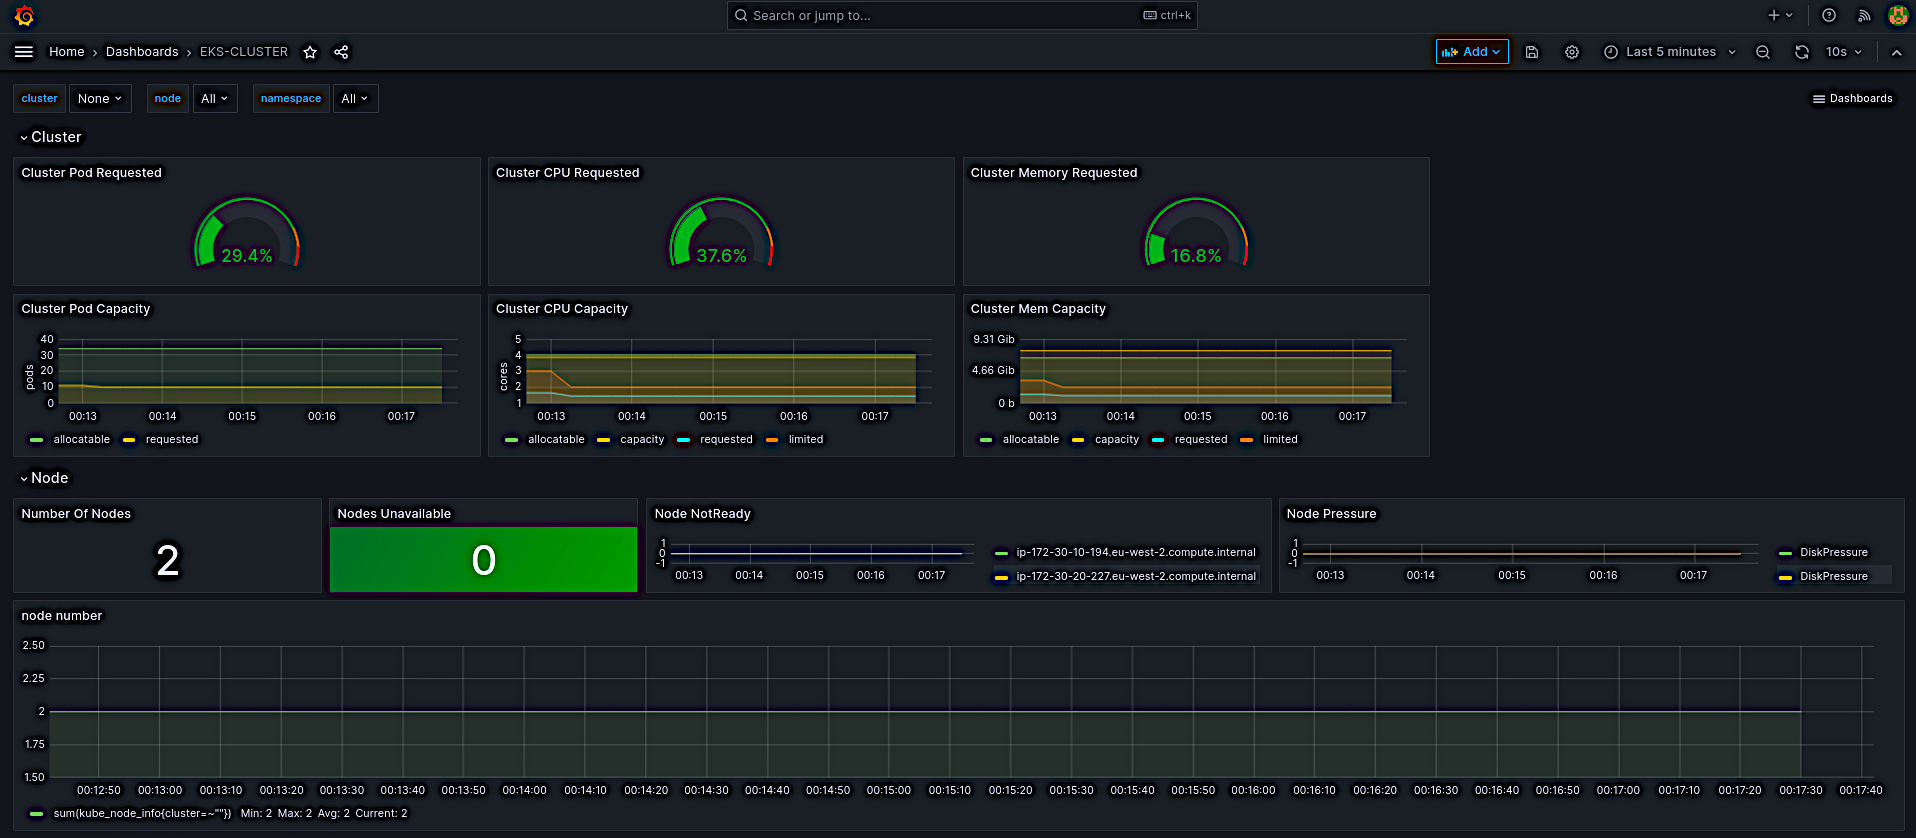 Search or jump to... ctrl+k
Home › Dashboards › EKS-CLUSTER
Add Last 5 minutes 10s
cluster None node All namespace All Dashboards
Cluster
Cluster Pod Requested
29.4%
Cluster CPU Requested
37.6%
Cluster Memory Requested
16.8%
Cluster Pod Capacity
pods
40
30
20
10
0
00:13 00:14 00:15 00:16 00:17
allocatable requested
Cluster CPU Capacity
cores
5
4
3
2
1
00:13 00:14 00:15 00:16 00:17
allocatable capacity requested limited
Cluster Mem Capacity
9.31 Gib
4.66 Gib
0 b
00:13 00:14 00:15 00:16 00:17
allocatable capacity requested limited
Node
Number Of Nodes
2
Nodes Unavailable
0
Node NotReady
1
0
-1
00:13 00:14 00:15 00:16 00:17
ip-172-30-10-194.eu-west-2.compute.internal
ip-172-30-20-227.eu-west-2.compute.internal
Node Pressure
1
0
-1
00:13 00:14 00:15 00:16 00:17
DiskPressure
DiskPressure
node number
2.50
2.25
2
1.75
1.50
00:12:50 00:13:00 00:13:10 00:13:20 00:13:30 00:13:40 00:13:50 00:14:00 00:14:10 00:14:20 00:14:30 00:14:40 00:14:50 00:15:00 00:15:10 00:15:20 00:15:30 00:15:40 00:15:50 00:16:00 00:16:10 00:16:20 00:16:30 00:16:40 00:16:50 00:17:00 00:17:10 00:17:20 00:17:30 00:17:40
sum(kube_node_info{cluster=~""}) Min: 2 Max: 2 Avg: 2 Current: 2